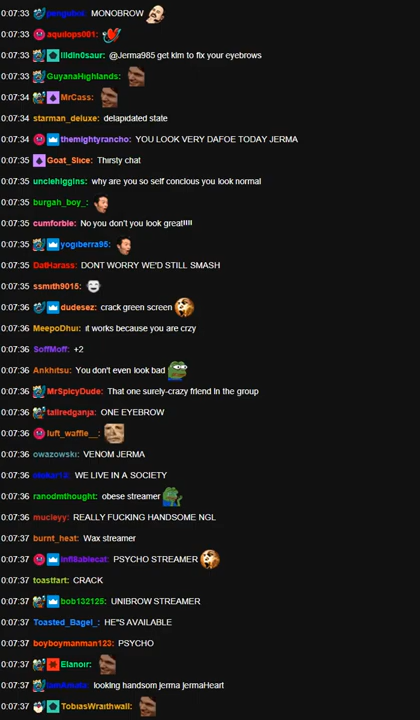 0:07:33 penguino: MONOBROW
0:07:33 aquilops001:
0:07:33 lildin0saur: @Jerma985 get kim to fix your eyebrows
0:07:33 GuyanaHighlands:
0:07:34 MrCass:
0:07:34 starman_deluxe: delapidated state
0:07:34 themightyrancho: YOU LOOK VERY DAFOE TODAY JERMA
0:07:35 Goat_Slice: Thirsty chat
0:07:35 unclehiggins: why are you so self concious you look normal
0:07:35 burgah_boy_:
0:07:35 cumforbie: No you don't you look great!!!!
0:07:35 yogiberra95:
0:07:35 DatHarass: DONT WORRY WE'D STILL SMASH
0:07:35 ssmith9015:
0:07:36 dudesez: crack green screen
0:07:36 MeepoDhui: it works because you are crzy
0:07:36 SoffMoff: +2
0:07:36 Ankhitsu: You don't even look bad
0:07:36 MrSpicyDude: That one surely-crazy friend in the group
0:07:36 tallredganja: ONE EYEBROW
0:07:36 luft_waffle__:
0:07:36 owazowski: VENOM JERMA
0:07:36 WE LIVE IN A SOCIETY
0:07:36 ranodmthought: obese streamer
0:07:36 mucleyy: REALLY FUCKING HANDSOME NGL
0:07:37 burnt_heat: Wax streamer
0:07:37 infl8ablecat: PSYCHO STREAMER
0:07:37 toastfart: CRACK
0:07:37 bob132125: UNIBROW STREAMER
0:07:37 Toasted_Bagel_: HE"S AVAILABLE
0:07:37 boyboymanman123: PSYCHO
0:07:37 Elanoir:
0:07:37 looking handsom jerma jermaHeart
0:07:37 TobiasWraithwall: